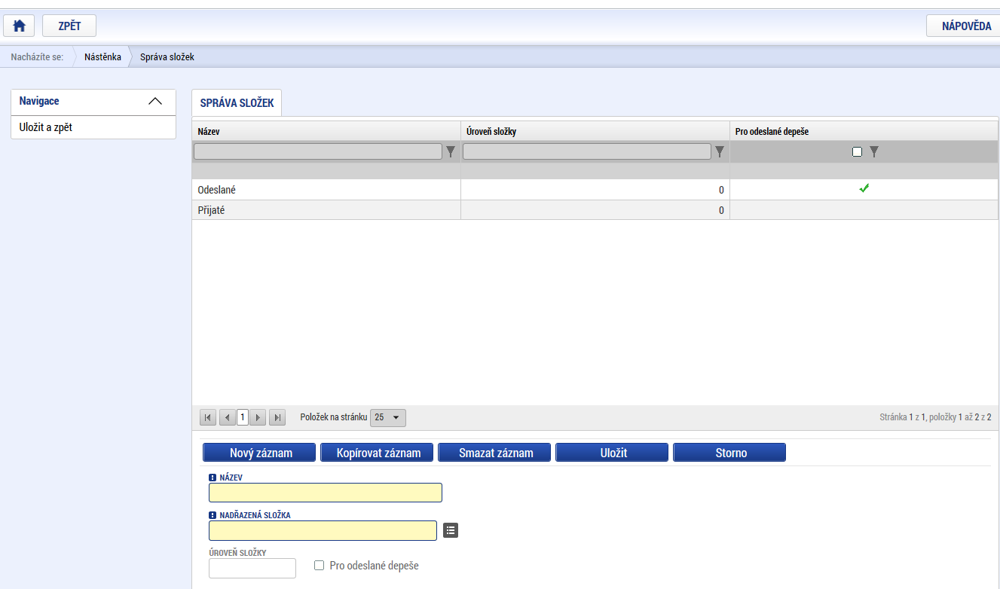 ZPĚT
NÁPOVĚDA
Nacházíte se: Nástěnka Správa složek
Navigace
Uložit a zpět
SPRÁVA SLOŽEK
Název Úroveň složky Pro odeslané depeše
Odeslané 0
Přijaté 0
1 Položek na stránku 25 Stránka 1 z 1, položky 1 až 2 z 2
Nový záznam Kopírovat záznam Smazat záznam Uložit Storno
NÁZEV
NADŘAZENÁ SLOŽKA
ÚROVEŇ SLOŽKY
Pro odeslané depeše